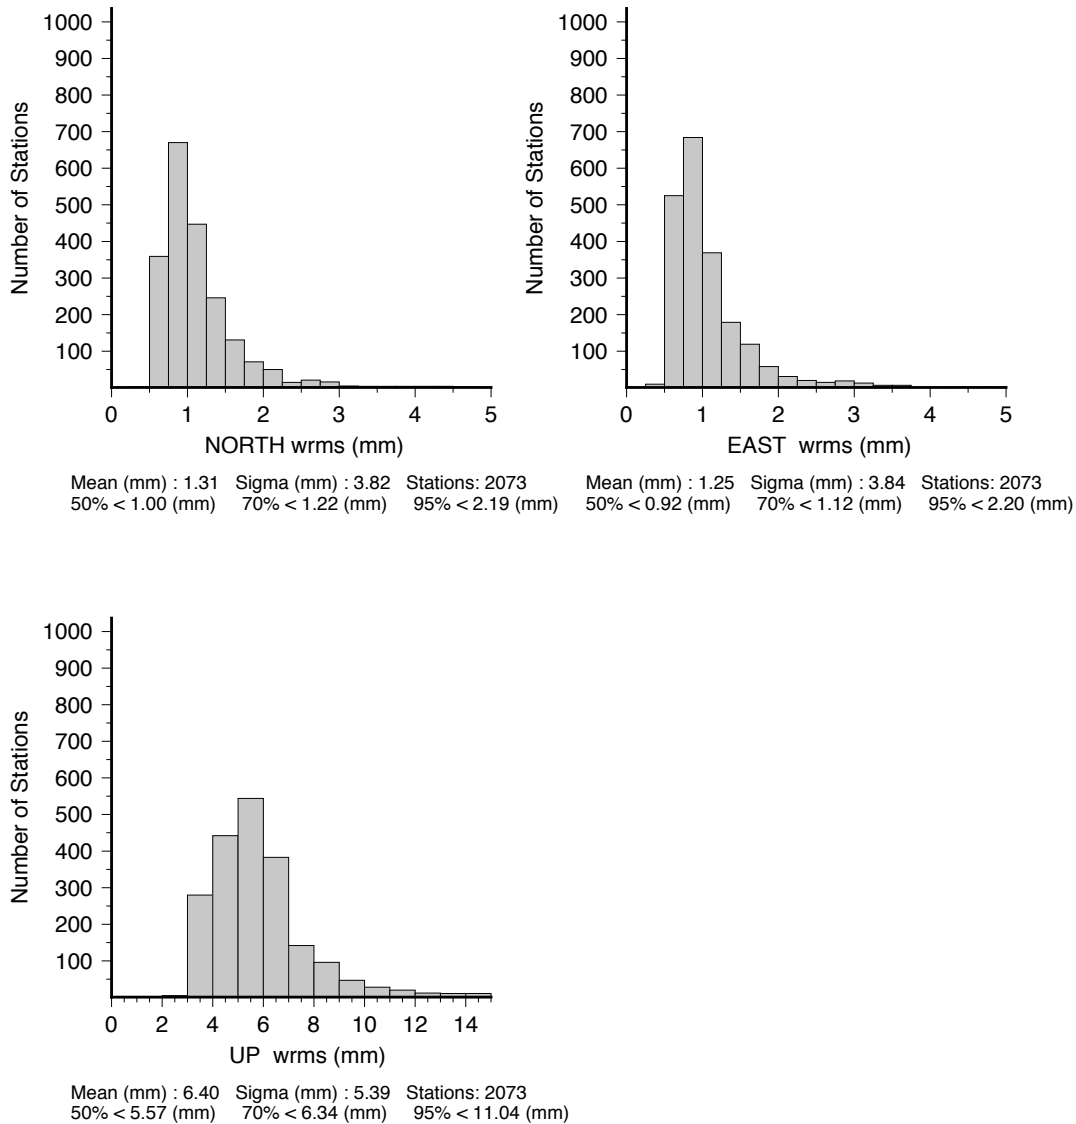 1000
900
800
700
600
500
400
300
200
100
Number of Stations
0 1 2 3 4 5
NORTH wrms (mm)
Mean (mm) : 1.31 Sigma (mm) : 3.82 Stations: 2073
50% < 1.00 (mm) 70% < 1.22 (mm) 95% < 2.19 (mm)
1000
900
800
700
600
500
400
300
200
100
Number of Stations
0 1 2 3 4 5
EAST wrms (mm)
Mean (mm) : 1.25 Sigma (mm) : 3.84 Stations: 2073
50% < 0.92 (mm) 70% < 1.12 (mm) 95% < 2.20 (mm)
1000
900
800
700
600
500
400
300
200
100
Number of Stations
0 2 4 6 8 10 12 14
UP wrms (mm)
Mean (mm) : 6.40 Sigma (mm) : 5.39 Stations: 2073
50% < 5.57 (mm) 70% < 6.34 (mm) 95% < 11.04 (mm)